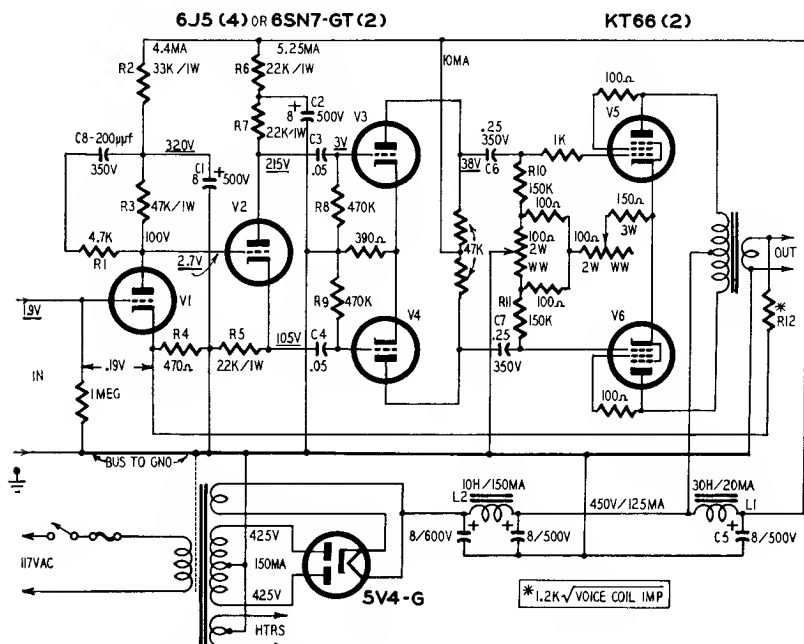 6J5 (4) OR 6SN7-GT (2)
KT66 (2)
4.4MA
R2
33K/1W
5.25MA
R6
22K/1W
10MA
100Ω
V5
C8-200µµf
350V
320V
C1
8
+
500V
R7
22K/1W
8
+
C2
500V
C3
.05
3V
V3
38V
.25
350V
C6
1K
R3
47K/1W
215V
R10
150K
100Ω
150Ω
3W
4.7K
R1
100V
V2
2.7V
R8
470K
390Ω
47K
100Ω
2W
WW
100Ω
2W
WW
OUT
1.9V
V1
R9
470K
V4
100Ω
R11
150K
V6
*
R12
R4
470Ω
R5
22K/1W
105V
C4
.05
C7
.25
350V
100Ω
.19V
IN
1 MEG
BUS TO GND
10H/150MA
L2
450V/125MA
30H/20MA
L1
8/600V
+
+
8/500V
+
C5
8/500V
117VAC
425V
150MA
425V
5V4-G
HTRS
*1.2K√VOICE COIL IMP